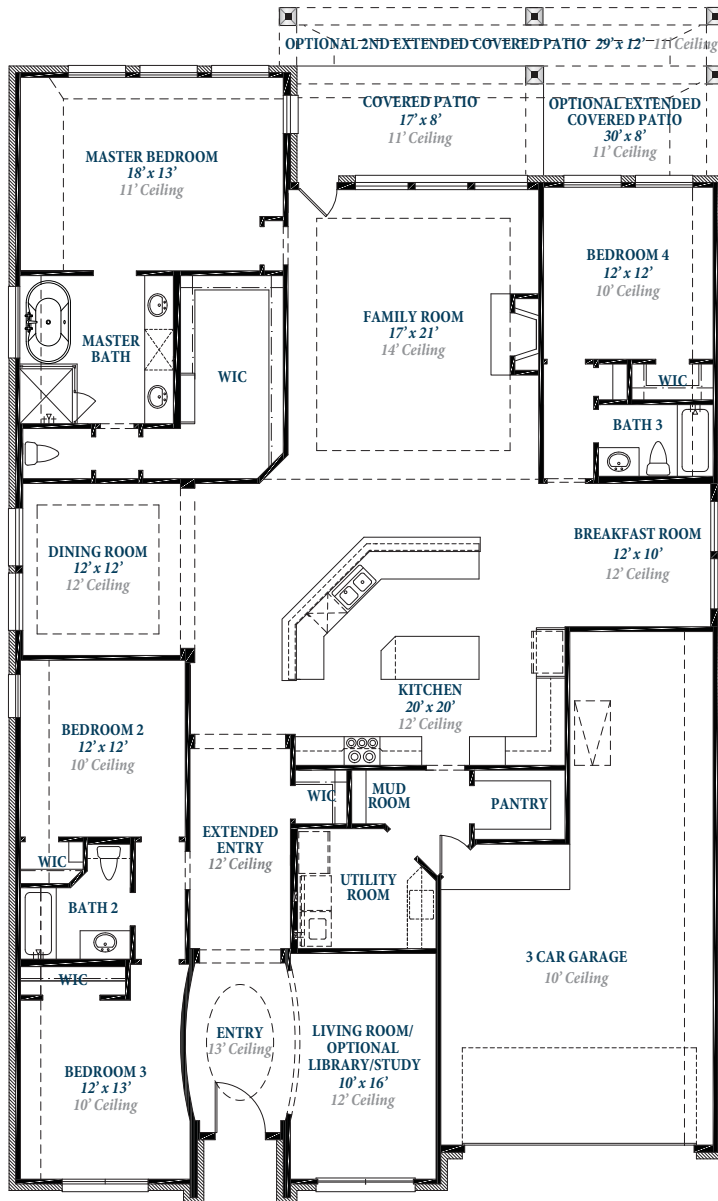 OPTIONAL 2ND EXTENDED COVERED PATIO 29' x 12' 11' Ceiling
COVERED PATIO
17' x 8'
11' Ceiling
OPTIONAL EXTENDED
COVERED PATIO
30' x 8'
11' Ceiling
MASTER BEDROOM
18' x 13'
11' Ceiling
BEDROOM 4
12' x 12'
10' Ceiling
FAMILY ROOM
17' x 21'
14' Ceiling
MASTER
BATH
WIC
WIC
BATH 3
DINING ROOM
12' x 12'
12' Ceiling
BREAKFAST ROOM
12' x 10'
12' Ceiling
KITCHEN
20' x 20'
12' Ceiling
BEDROOM 2
12' x 12'
10' Ceiling
WIC
MUD
ROOM
PANTRY
EXTENDED
ENTRY
12' Ceiling
WIC
UTILITY
ROOM
BATH 2
3 CAR GARAGE
10' Ceiling
WIC
ENTRY
13' Ceiling
LIVING ROOM/
OPTIONAL
LIBRARY/STUDY
10' x 16'
12' Ceiling
BEDROOM 3
12' x 13'
10' Ceiling